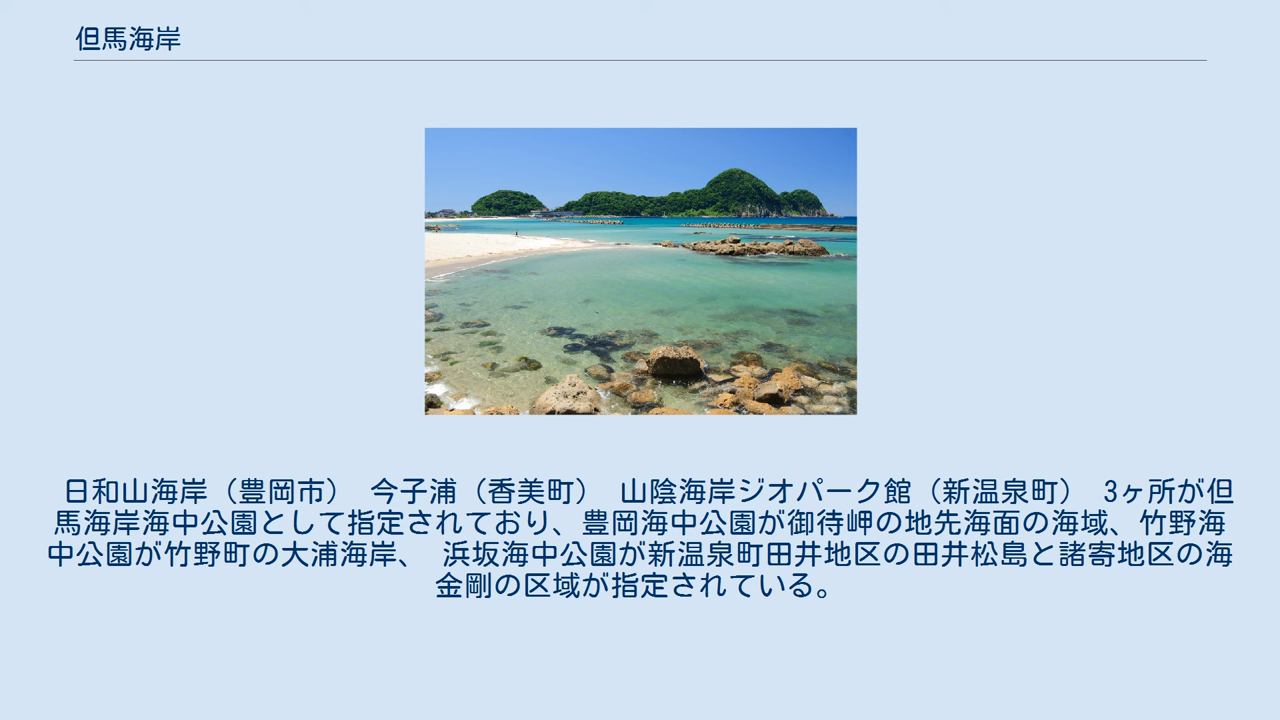 但馬海岸
日和山海岸（豊岡市）　今子浦（香美町）　山陰海岸ジオパーク館（新温泉町）　3ヶ所が但
馬海岸海中公園として指定されており、豊岡海中公園が御待岬の地先海面の海域、竹野海
中公園が竹野町の大浦海岸、　浜坂海中公園が新温泉町田井地区の田井松島と諸寄地区の海
金剛の区域が指定されている。